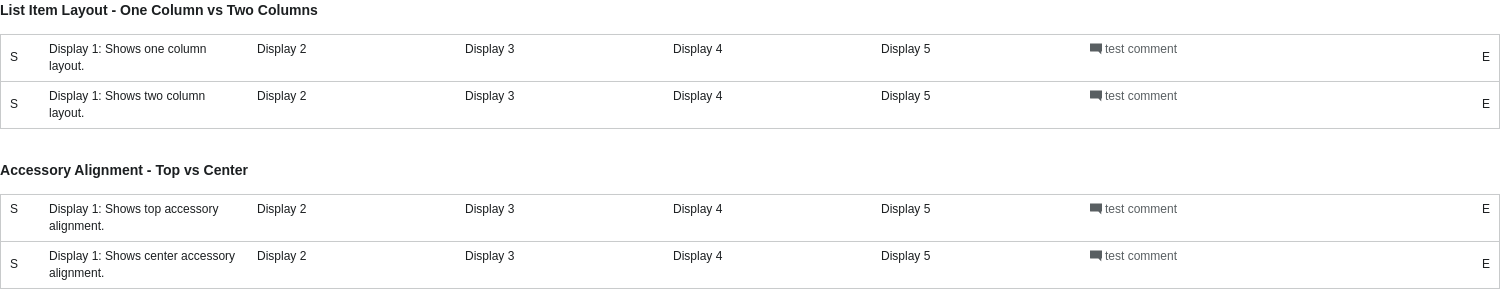 List Item Layout - One Column vs Two Columns
S Display 1: Shows one column layout. Display 2 Display 3 Display 4 Display 5 test comment E
S Display 1: Shows two column layout. Display 2 Display 3 Display 4 Display 5 test comment E
Accessory Alignment - Top vs Center
S Display 1: Shows top accessory alignment. Display 2 Display 3 Display 4 Display 5 test comment E
S Display 1: Shows center accessory alignment. Display 2 Display 3 Display 4 Display 5 test comment E